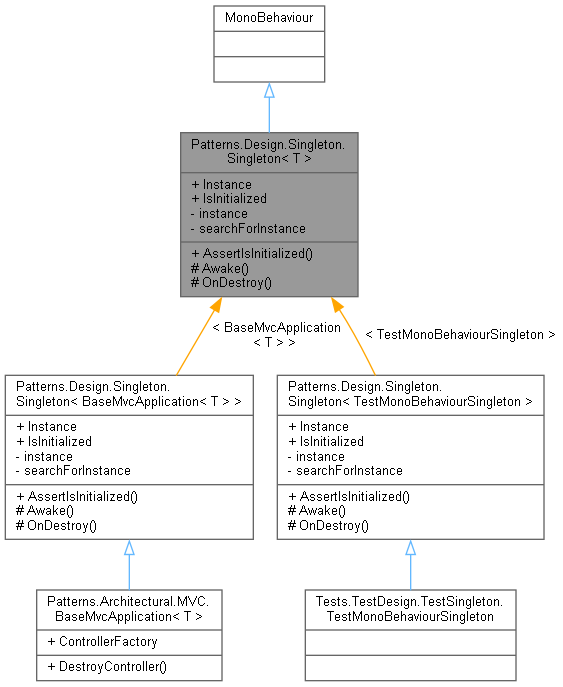 MonoBehaviour
Patterns.Design.Singleton.
Singleton< T >
+ Instance
+ IsInitialized
- instance
- searchForInstance
+ AssertIsInitialized()
# Awake()
# OnDestroy()
< BaseMvcApplication
< T > >
< TestMonoBehaviourSingleton >
Patterns.Design.Singleton.
Singleton< BaseMvcApplication< T > >
+ Instance
+ IsInitialized
- instance
- searchForInstance
+ AssertIsInitialized()
# Awake()
# OnDestroy()
Patterns.Design.Singleton.
Singleton< TestMonoBehaviourSingleton >
+ Instance
+ IsInitialized
- instance
- searchForInstance
+ AssertIsInitialized()
# Awake()
# OnDestroy()
Patterns.Architectural.MVC.
BaseMvcApplication< T >
+ ControllerFactory
+ DestroyController()
Tests.TestDesign.TestSingleton.
TestMonoBehaviourSingleton